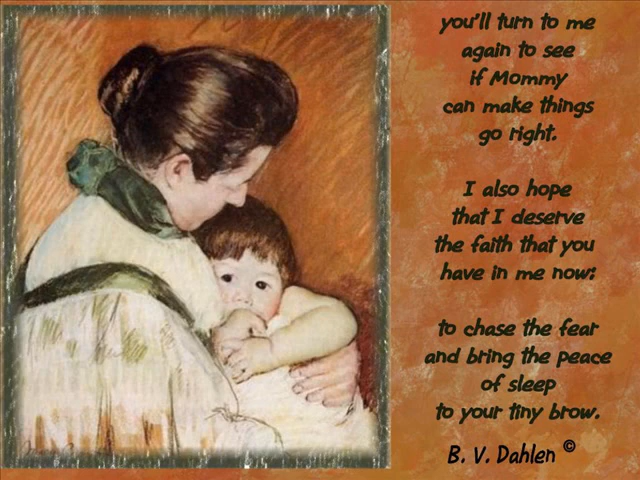 you'll turn to me
again to see
if Mommy
can make things
go right.
I also hope
that I deserve
the faith that you
have in me now:
to chase the fear
and bring the peace
of sleep
to your tiny brow.
B. V. Dahlen ©